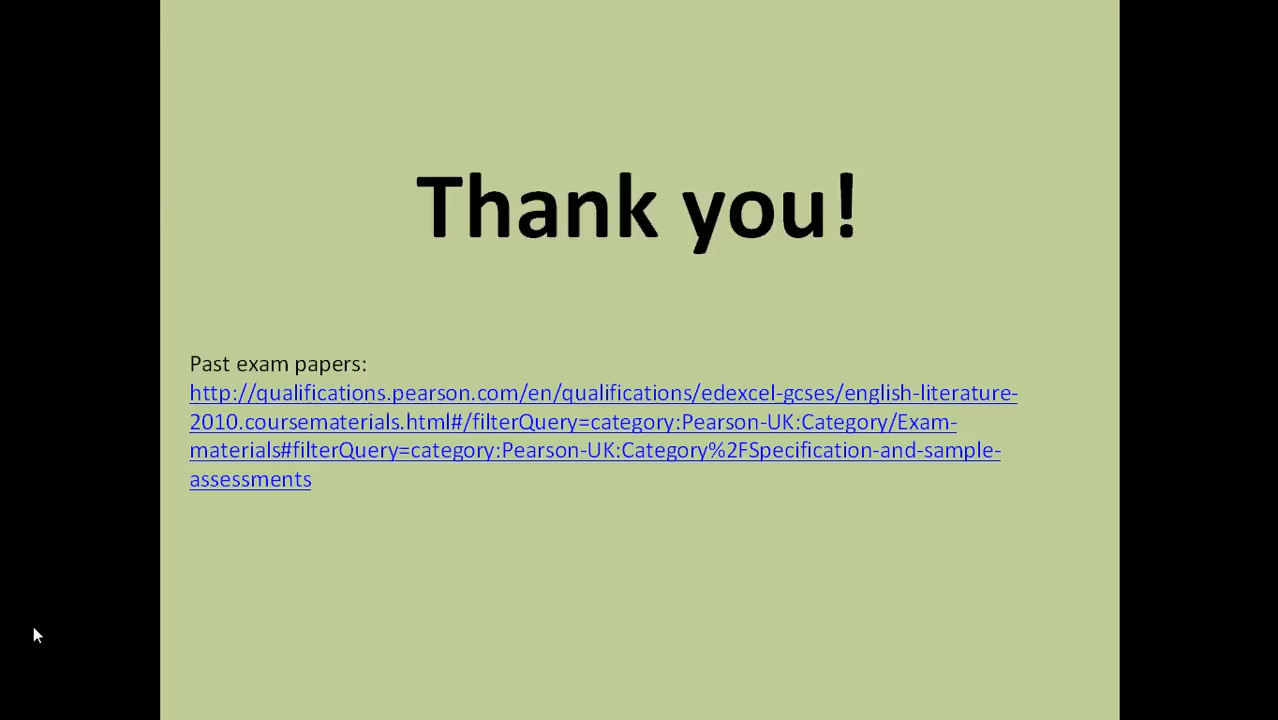 Thank you!
Past exam papers:
http://qualifications.pearson.com/en/qualifications/edexcel-gcses/english-literature-
2010.coursematerials.html#/filterQuery=category:Pearson-UK:Category/Exam-
materials#filterQuery=category:Pearson-UK:Category%2FSpecification-and-sample-
assessments